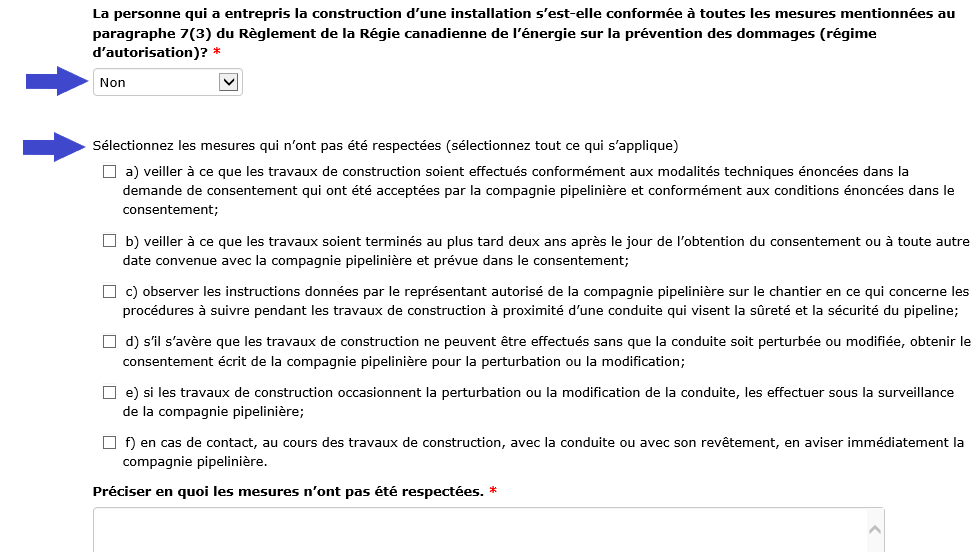 La personne qui a entrepris la construction d’une installation s’est-elle conformée à toutes les mesures mentionnées au
paragraphe 7(3) du Règlement de la Régie canadienne de l’énergie sur la prévention des dommages (régime
d’autorisation)? *
Non
Sélectionnez les mesures qui n’ont pas été respectées (sélectionnez tout ce qui s’applique)
a) veiller à ce que les travaux de construction soient effectués conformément aux modalités techniques énoncées dans la
demande de consentement qui ont été acceptées par la compagnie pipelinière et conformément aux conditions énoncées dans le
consentement;
b) veiller à ce que les travaux soient terminés au plus tard deux ans après le jour de l’obtention du consentement ou à toute autre
date convenue avec la compagnie pipelinière et prévue dans le consentement;
c) observer les instructions données par le représentant autorisé de la compagnie pipelinière sur le chantier en ce qui concerne les
procédures à suivre pendant les travaux de construction à proximité d’une conduite qui visent la sûreté et la sécurité du pipeline;
d) s’il s’avère que les travaux de construction ne peuvent être effectués sans que la conduite soit perturbée ou modifiée, obtenir le
consentement écrit de la compagnie pipelinière pour la perturbation ou la modification;
e) si les travaux de construction occasionnent la perturbation ou la modification de la conduite, les effectuer sous la surveillance
de la compagnie pipelinière;
f) en cas de contact, au cours des travaux de construction, avec la conduite ou avec son revêtement, en aviser immédiatement la
compagnie pipelinière.
Préciser en quoi les mesures n’ont pas été respectées. *